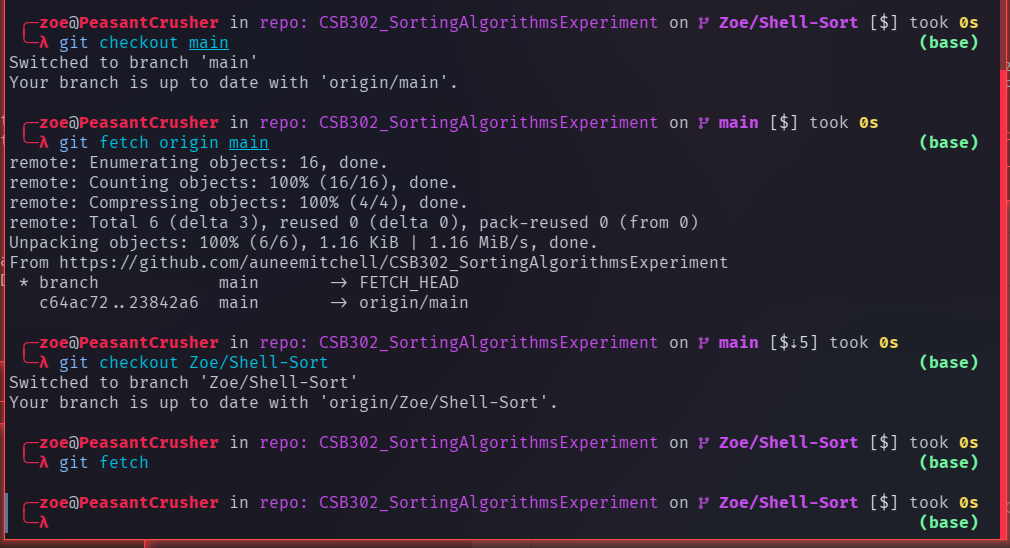 ╭─zoe@PeasantCrusher in repo: CSB302_SortingAlgorithmsExperiment on Zoe/Shell-Sort [$] took 0s
╰─λ git checkout main (base)
Switched to branch 'main'
Your branch is up to date with 'origin/main'.
╭─zoe@PeasantCrusher in repo: CSB302_SortingAlgorithmsExperiment on main [$] took 0s
╰─λ git fetch origin main (base)
remote: Enumerating objects: 16, done.
remote: Counting objects: 100% (16/16), done.
remote: Compressing objects: 100% (4/4), done.
remote: Total 6 (delta 3), reused 0 (delta 0), pack-reused 0 (from 0)
Unpacking objects: 100% (6/6), 1.16 KiB | 1.16 MiB/s, done.
From https://github.com/auneemitchell/CSB302_SortingAlgorithmsExperiment
* branch main -> FETCH_HEAD
c64ac72..23842a6 main -> origin/main
╭─zoe@PeasantCrusher in repo: CSB302_SortingAlgorithmsExperiment on main [$⇣5] took 0s
╰─λ git checkout Zoe/Shell-Sort (base)
Switched to branch 'Zoe/Shell-Sort'
Your branch is up to date with 'origin/Zoe/Shell-Sort'.
╭─zoe@PeasantCrusher in repo: CSB302_SortingAlgorithmsExperiment on Zoe/Shell-Sort [$] took 0s
╰─λ git fetch (base)
╭─zoe@PeasantCrusher in repo: CSB302_SortingAlgorithmsExperiment on Zoe/Shell-Sort [$] took 0s
╰─λ (base)